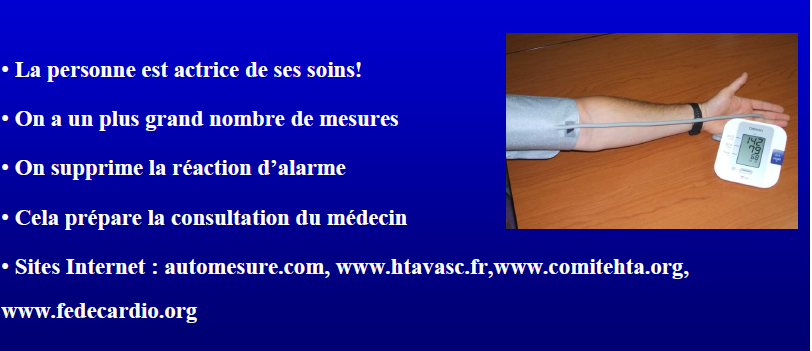 • La personne est actrice de ses soins!
• On a un plus grand nombre de mesures
• On supprime la réaction d’alarme
• Cela prépare la consultation du médecin
• Sites Internet : automesure.com, www.htavasc.fr,www.comitehta.org,
www.fedecardio.org